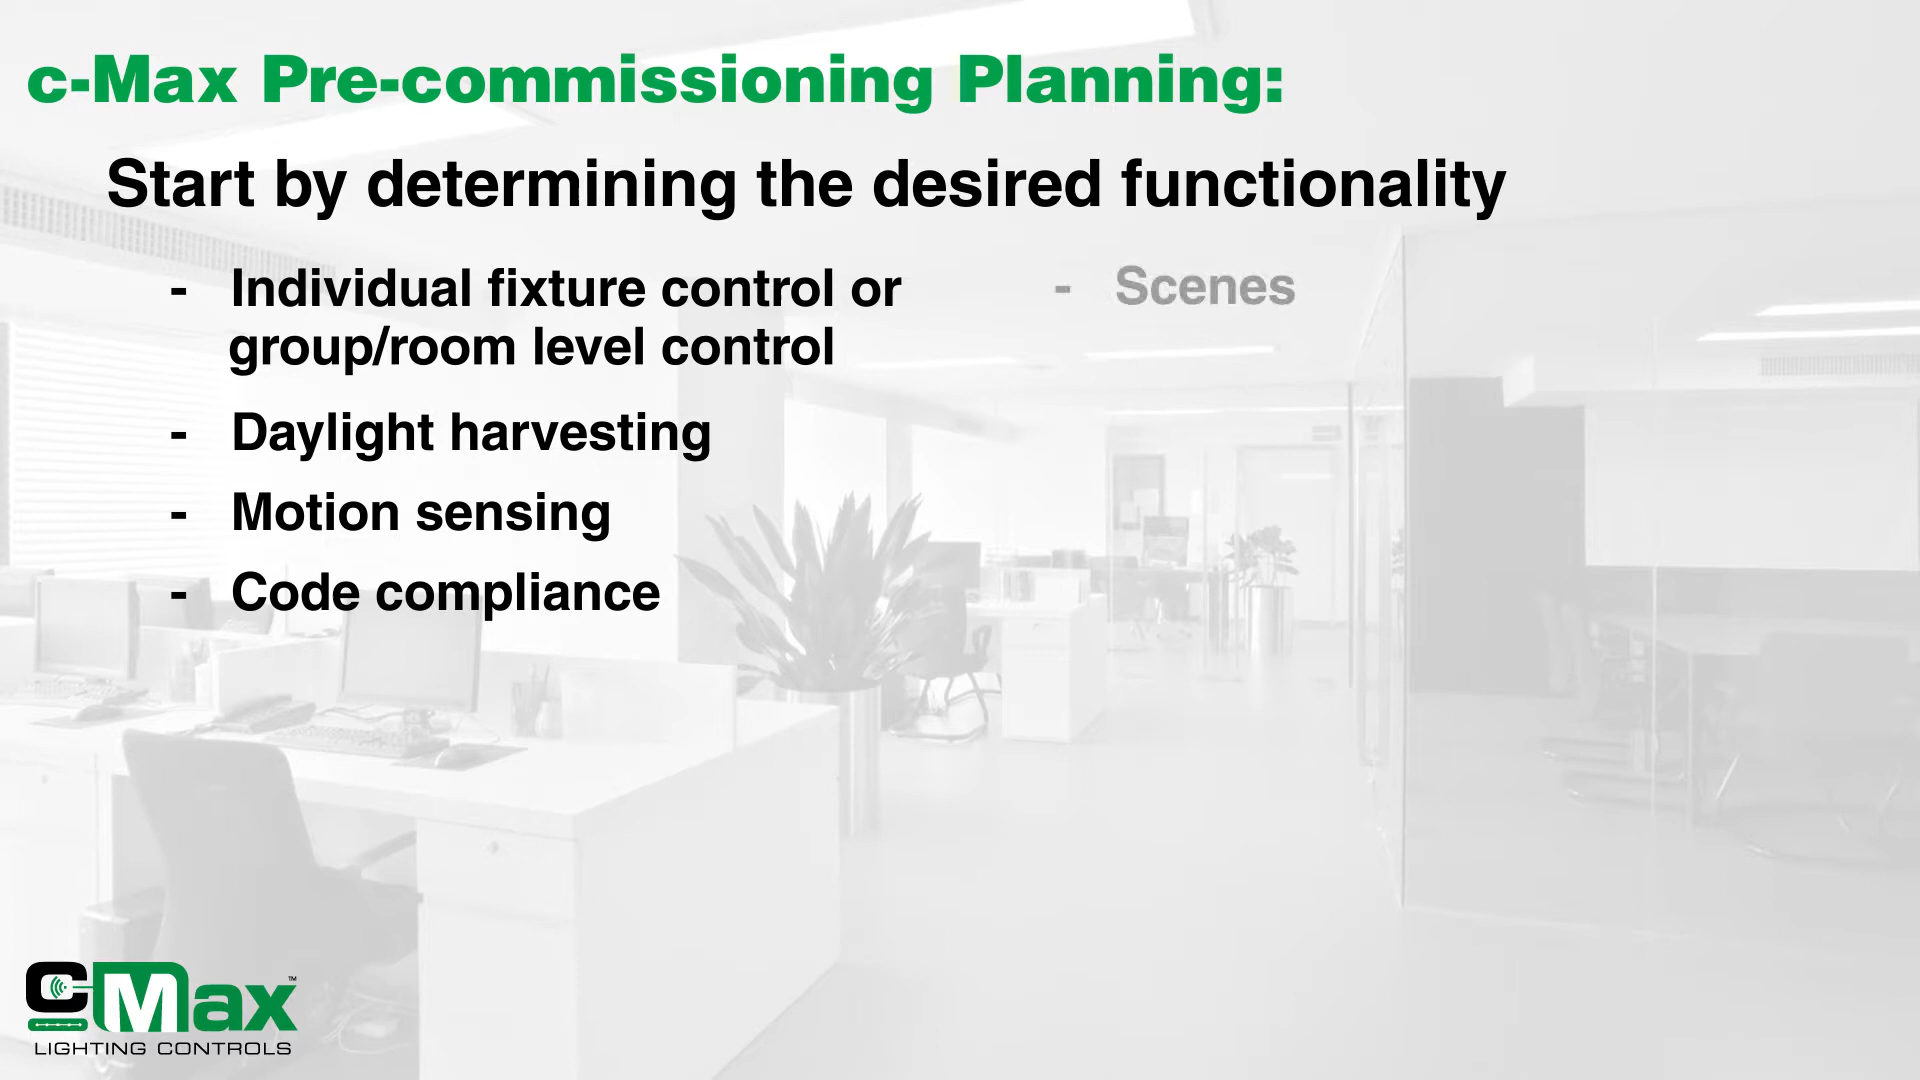 c-Max Pre-commissioning Planning:
Start by determining the desired functionality
- Individual fixture control or
group/room level control
- Daylight harvesting
- Motion sensing
- Code compliance
- Scenes
cMax™
LIGHTING CONTROLS